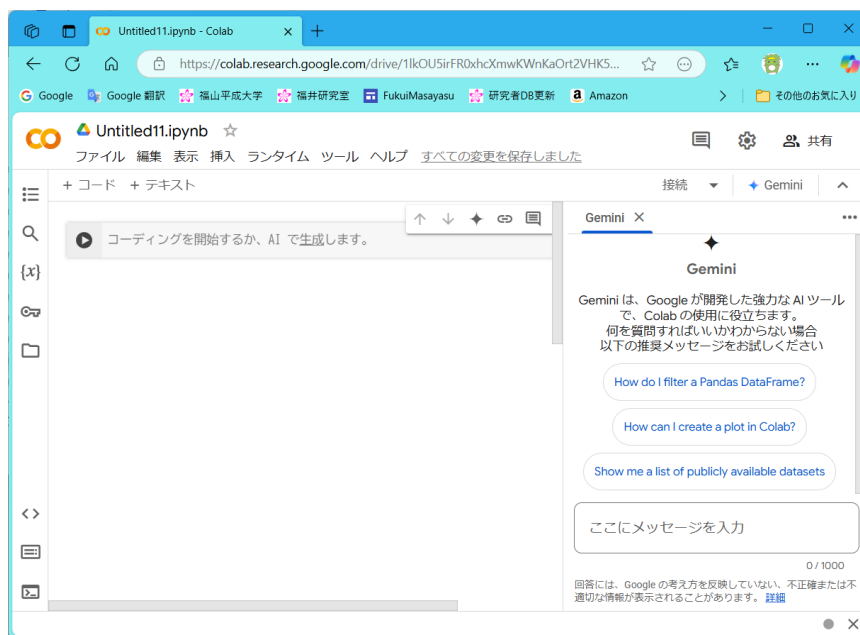 Untitled11.ipynb - Colab
https://colab.research.google.com/drive/1lkOU5irFR0xhcXmwKWnKaOrt2VHK5...
Google Google 翻訳 福山平成大学 福井研究室 FukuiMasayasu 研究者DB更新 Amazon その他のお気に入り
Untitled11.ipynb
共有
ファイル 編集 表示 挿入 ランタイム ツール ヘルプ すべての変更を保存しました
+ コード + テキスト 接続 Gemini
Gemini
コーディングを開始するか、AI で生成します。
{x}
Gemini
Gemini は、Google が開発した強力な AI ツール
で、Colab の使用に役立ちます。
何を質問すればいいかわからない場合
以下の推奨メッセージをお試しください
How do I filter a Pandas DataFrame?
How can I create a plot in Colab?
Show me a list of publicly available datasets
ここにメッセージを入力
0 / 1000
回答には、Google の考え方を反映していない、不正確または不
適切な情報が表示されることがあります。 詳細